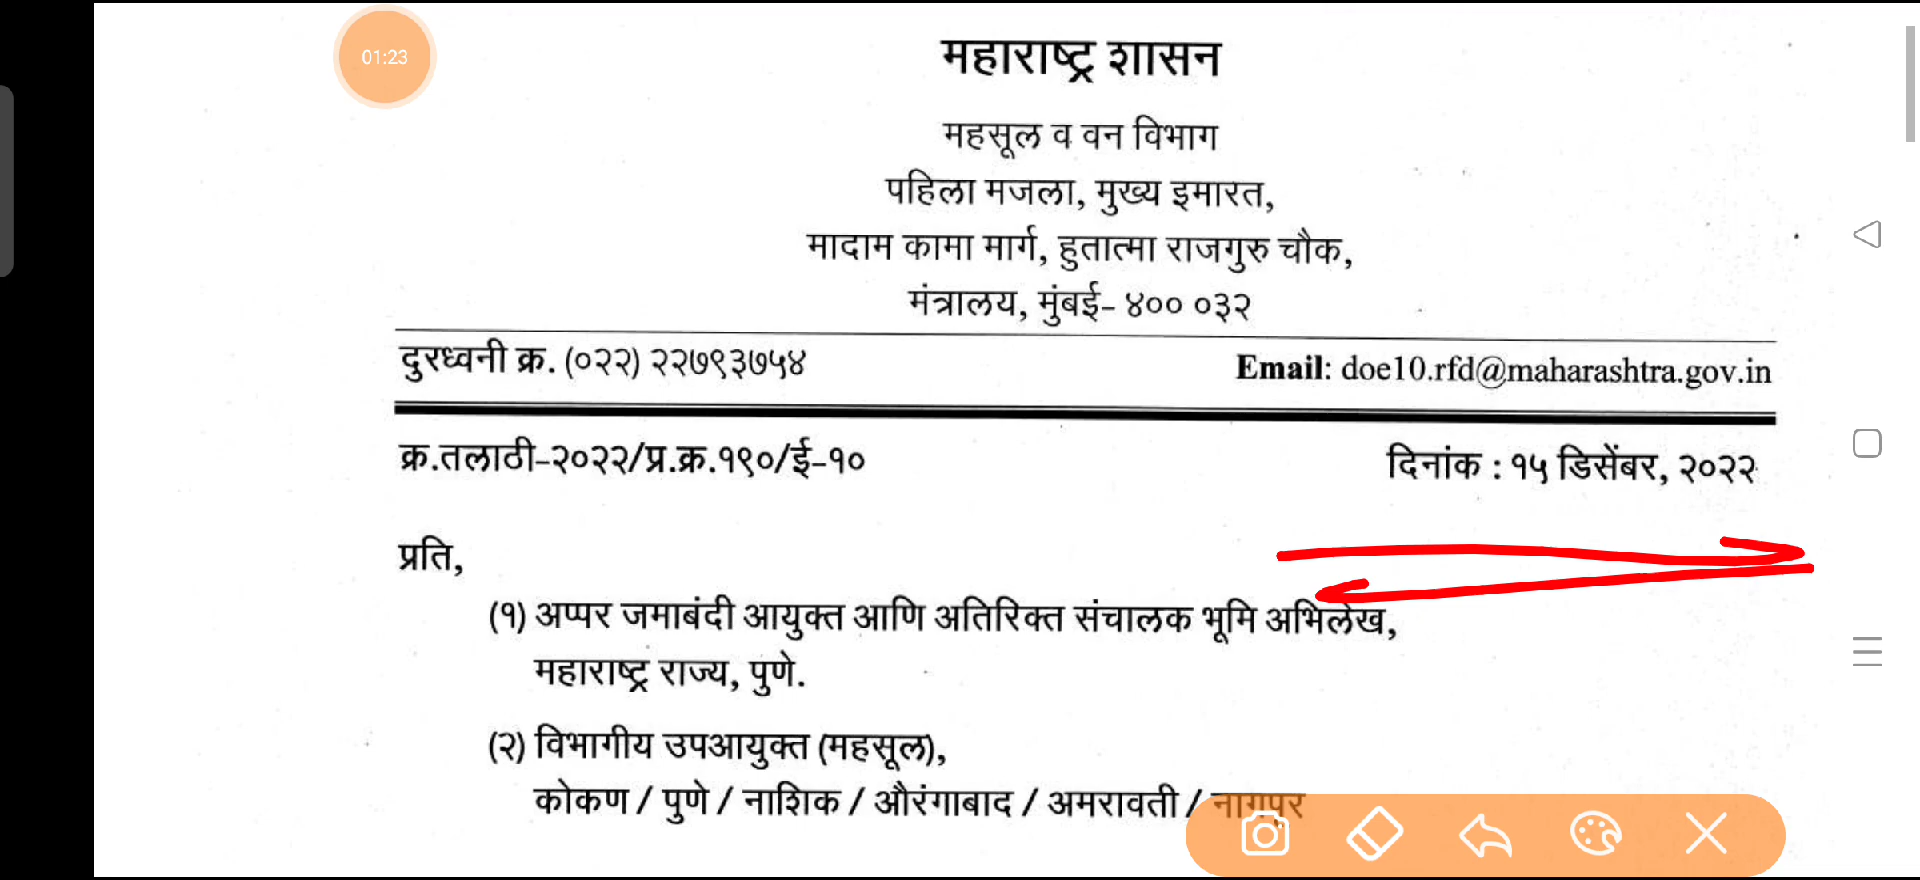 01:23
महाराष्ट्र शासन
महसूल व वन विभाग
पहिला मजला, मुख्य इमारत,
मादाम कामा मार्ग, हुतात्मा राजगुरु चौक,
मंत्रालय, मुंबई- ४०० ०३२
दुरध्वनी क्र. (०२२) २२७९३७५४ Email: doe10.rfd@maharashtra.gov.in
क्र.तलाठी-२०२२/प्र.क्र.१९०/ई-१० दिनांक : १५ डिसेंबर, २०२२
प्रति,
(१) अप्पर जमाबंदी आयुक्त आणि अतिरिक्त संचालक भूमि अभिलेख,
महाराष्ट्र राज्य, पुणे.
(२) विभागीय उपआयुक्त (महसूल),
कोकण / पुणे / नाशिक / औरंगाबाद / अमरावती / नागपूर